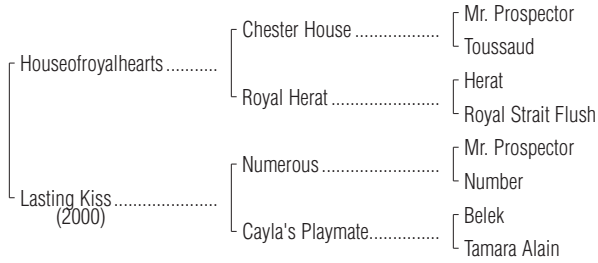 Mr. Prospector
Chester House ..................
Toussaud
Houseofroyalhearts ...........
Herat
Royal Herat .......................
Royal Strait Flush
Mr. Prospector
Numerous .........................
Number
Lasting Kiss .......................
(2000)
Belek
Cayla's Playmate...............
Tamara Alain